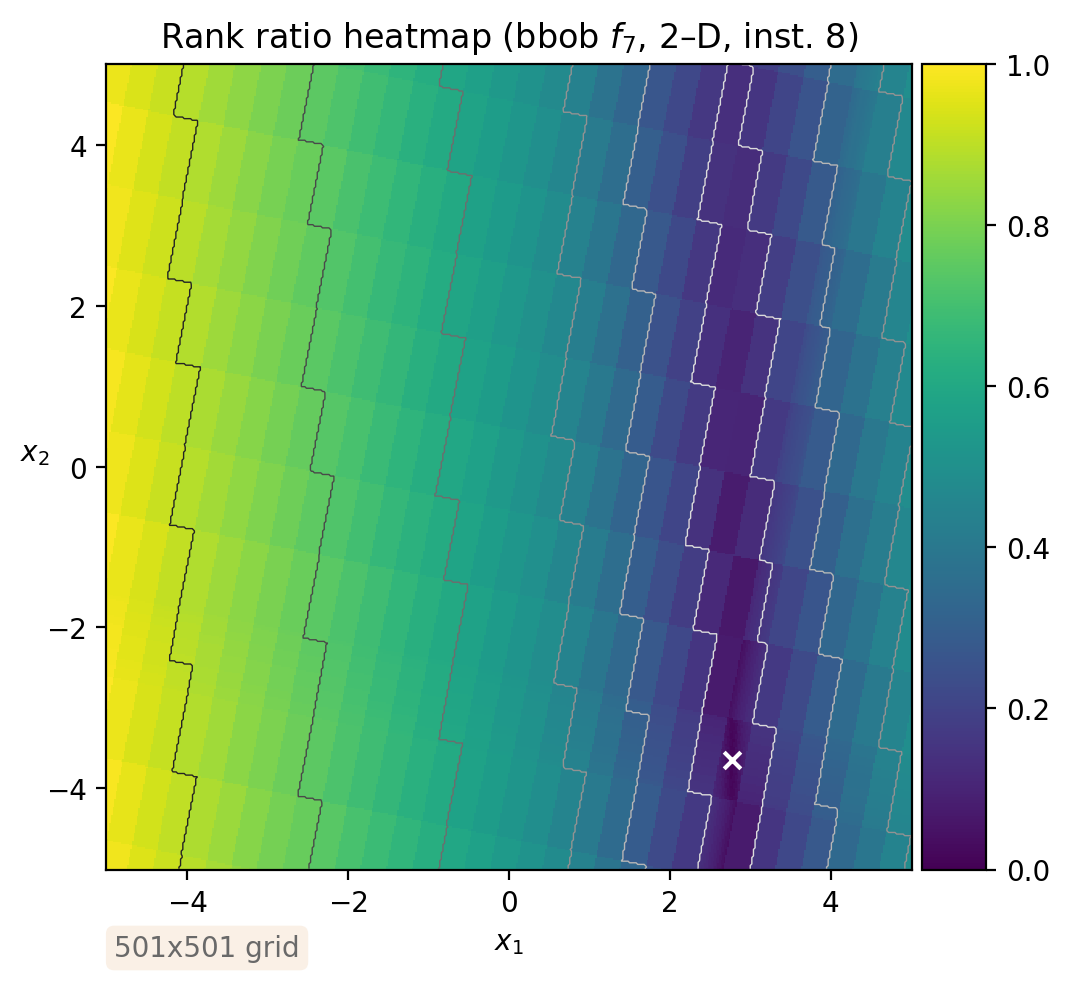 Rank ratio heatmap (bbob f₇, 2–D, inst. 8)
1.0
0.8
0.6
0.4
0.2
0.0
4
2
0
−2
−4
x₂
−4 −2 0 2 4
x₁
501x501 grid